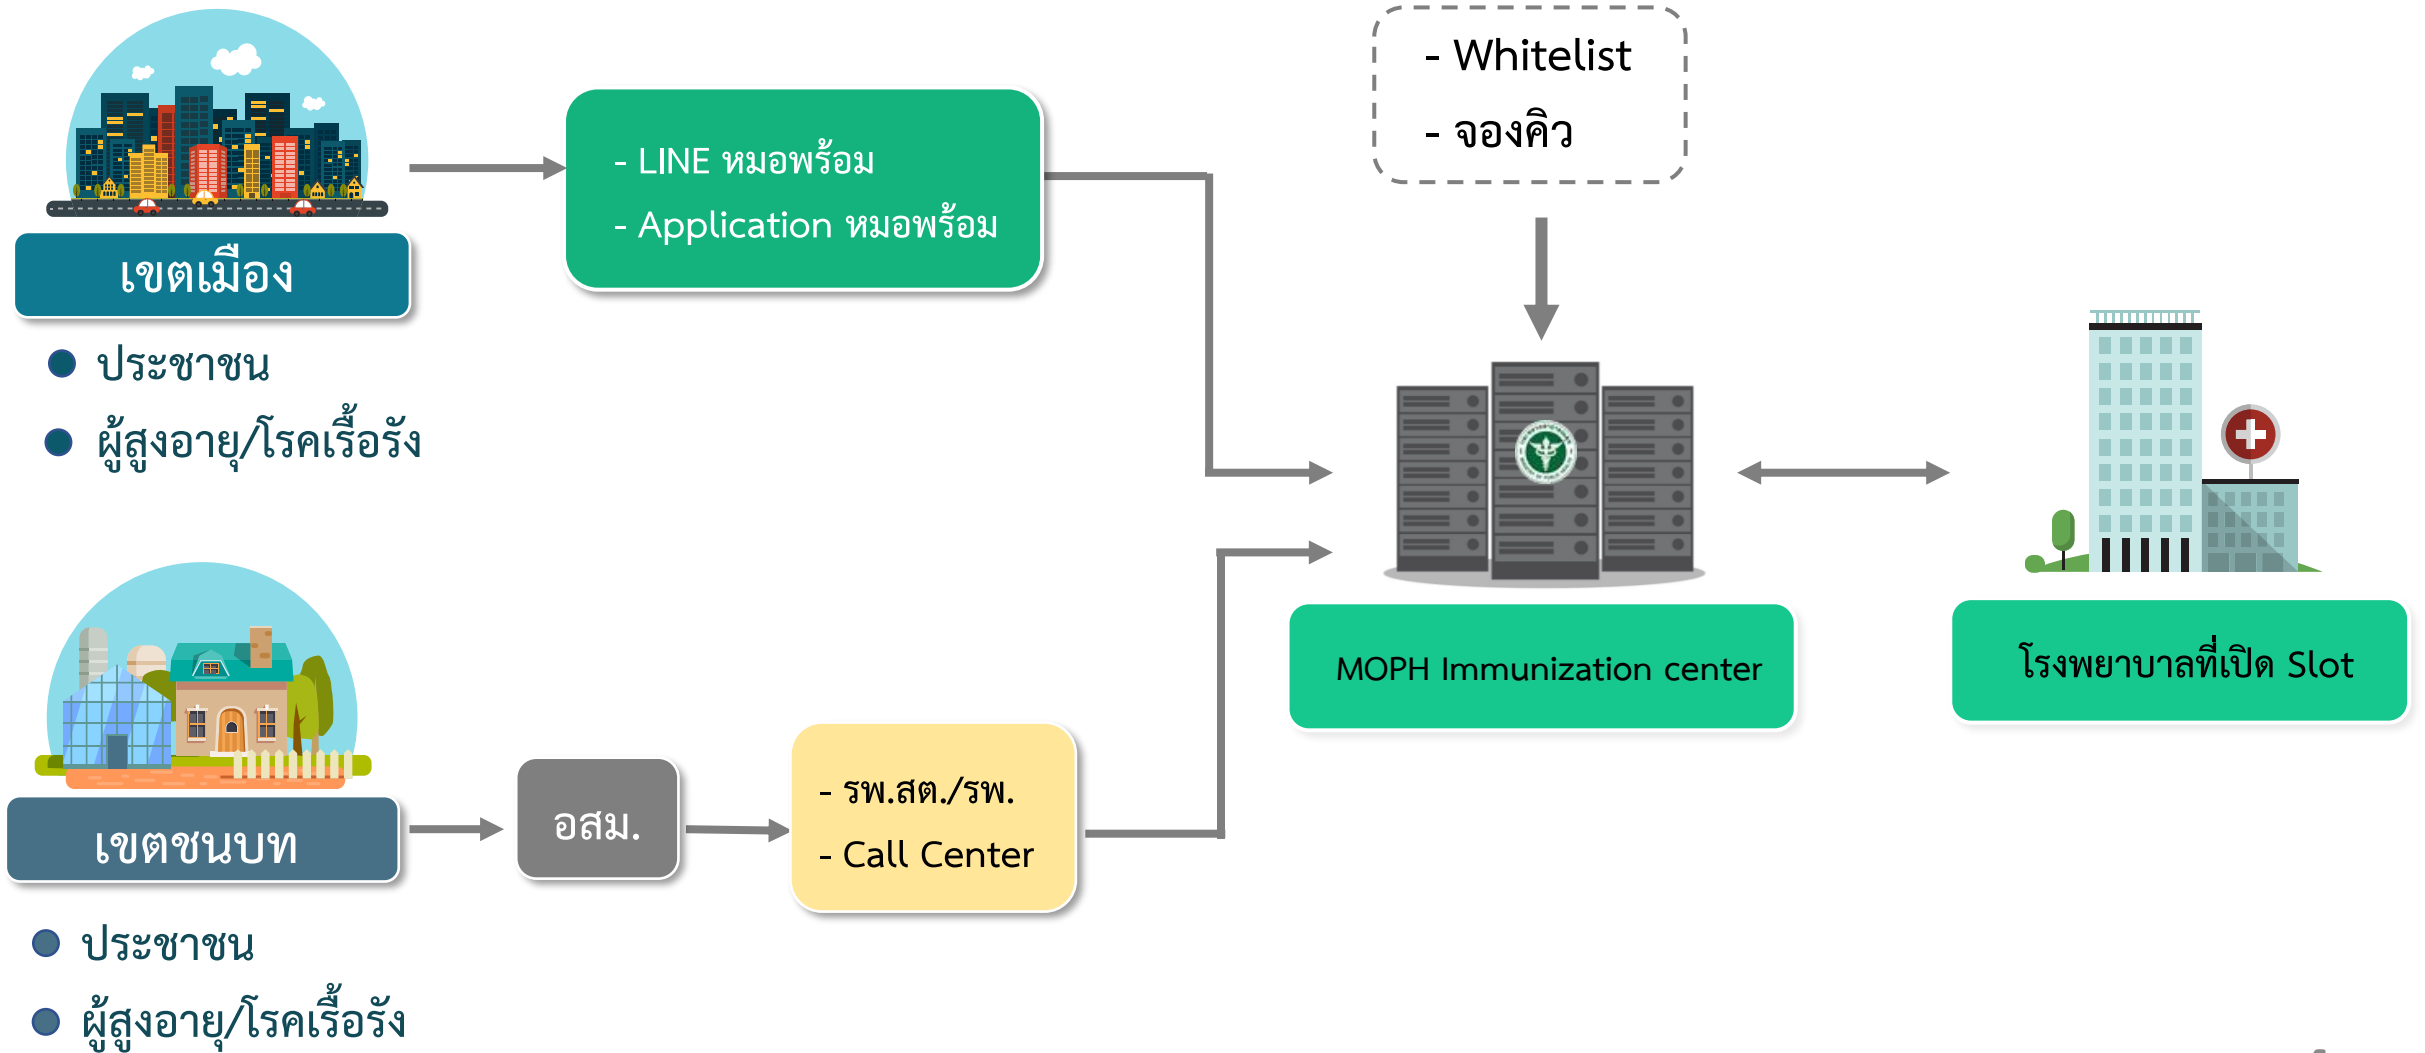 - Whitelist
- จองคิว
- LINE หมอพร้อม
- Application หมอพร้อม
เขตเมือง
ประชาชน
ผู้สูงอายุ/โรคเรื้อรัง
MOPH Immunization center
โรงพยาบาลที่เปิด Slot
เขตชนบท
อสม.
- รพ.สต./รพ.
- Call Center
ประชาชน
ผู้สูงอายุ/โรคเรื้อรัง